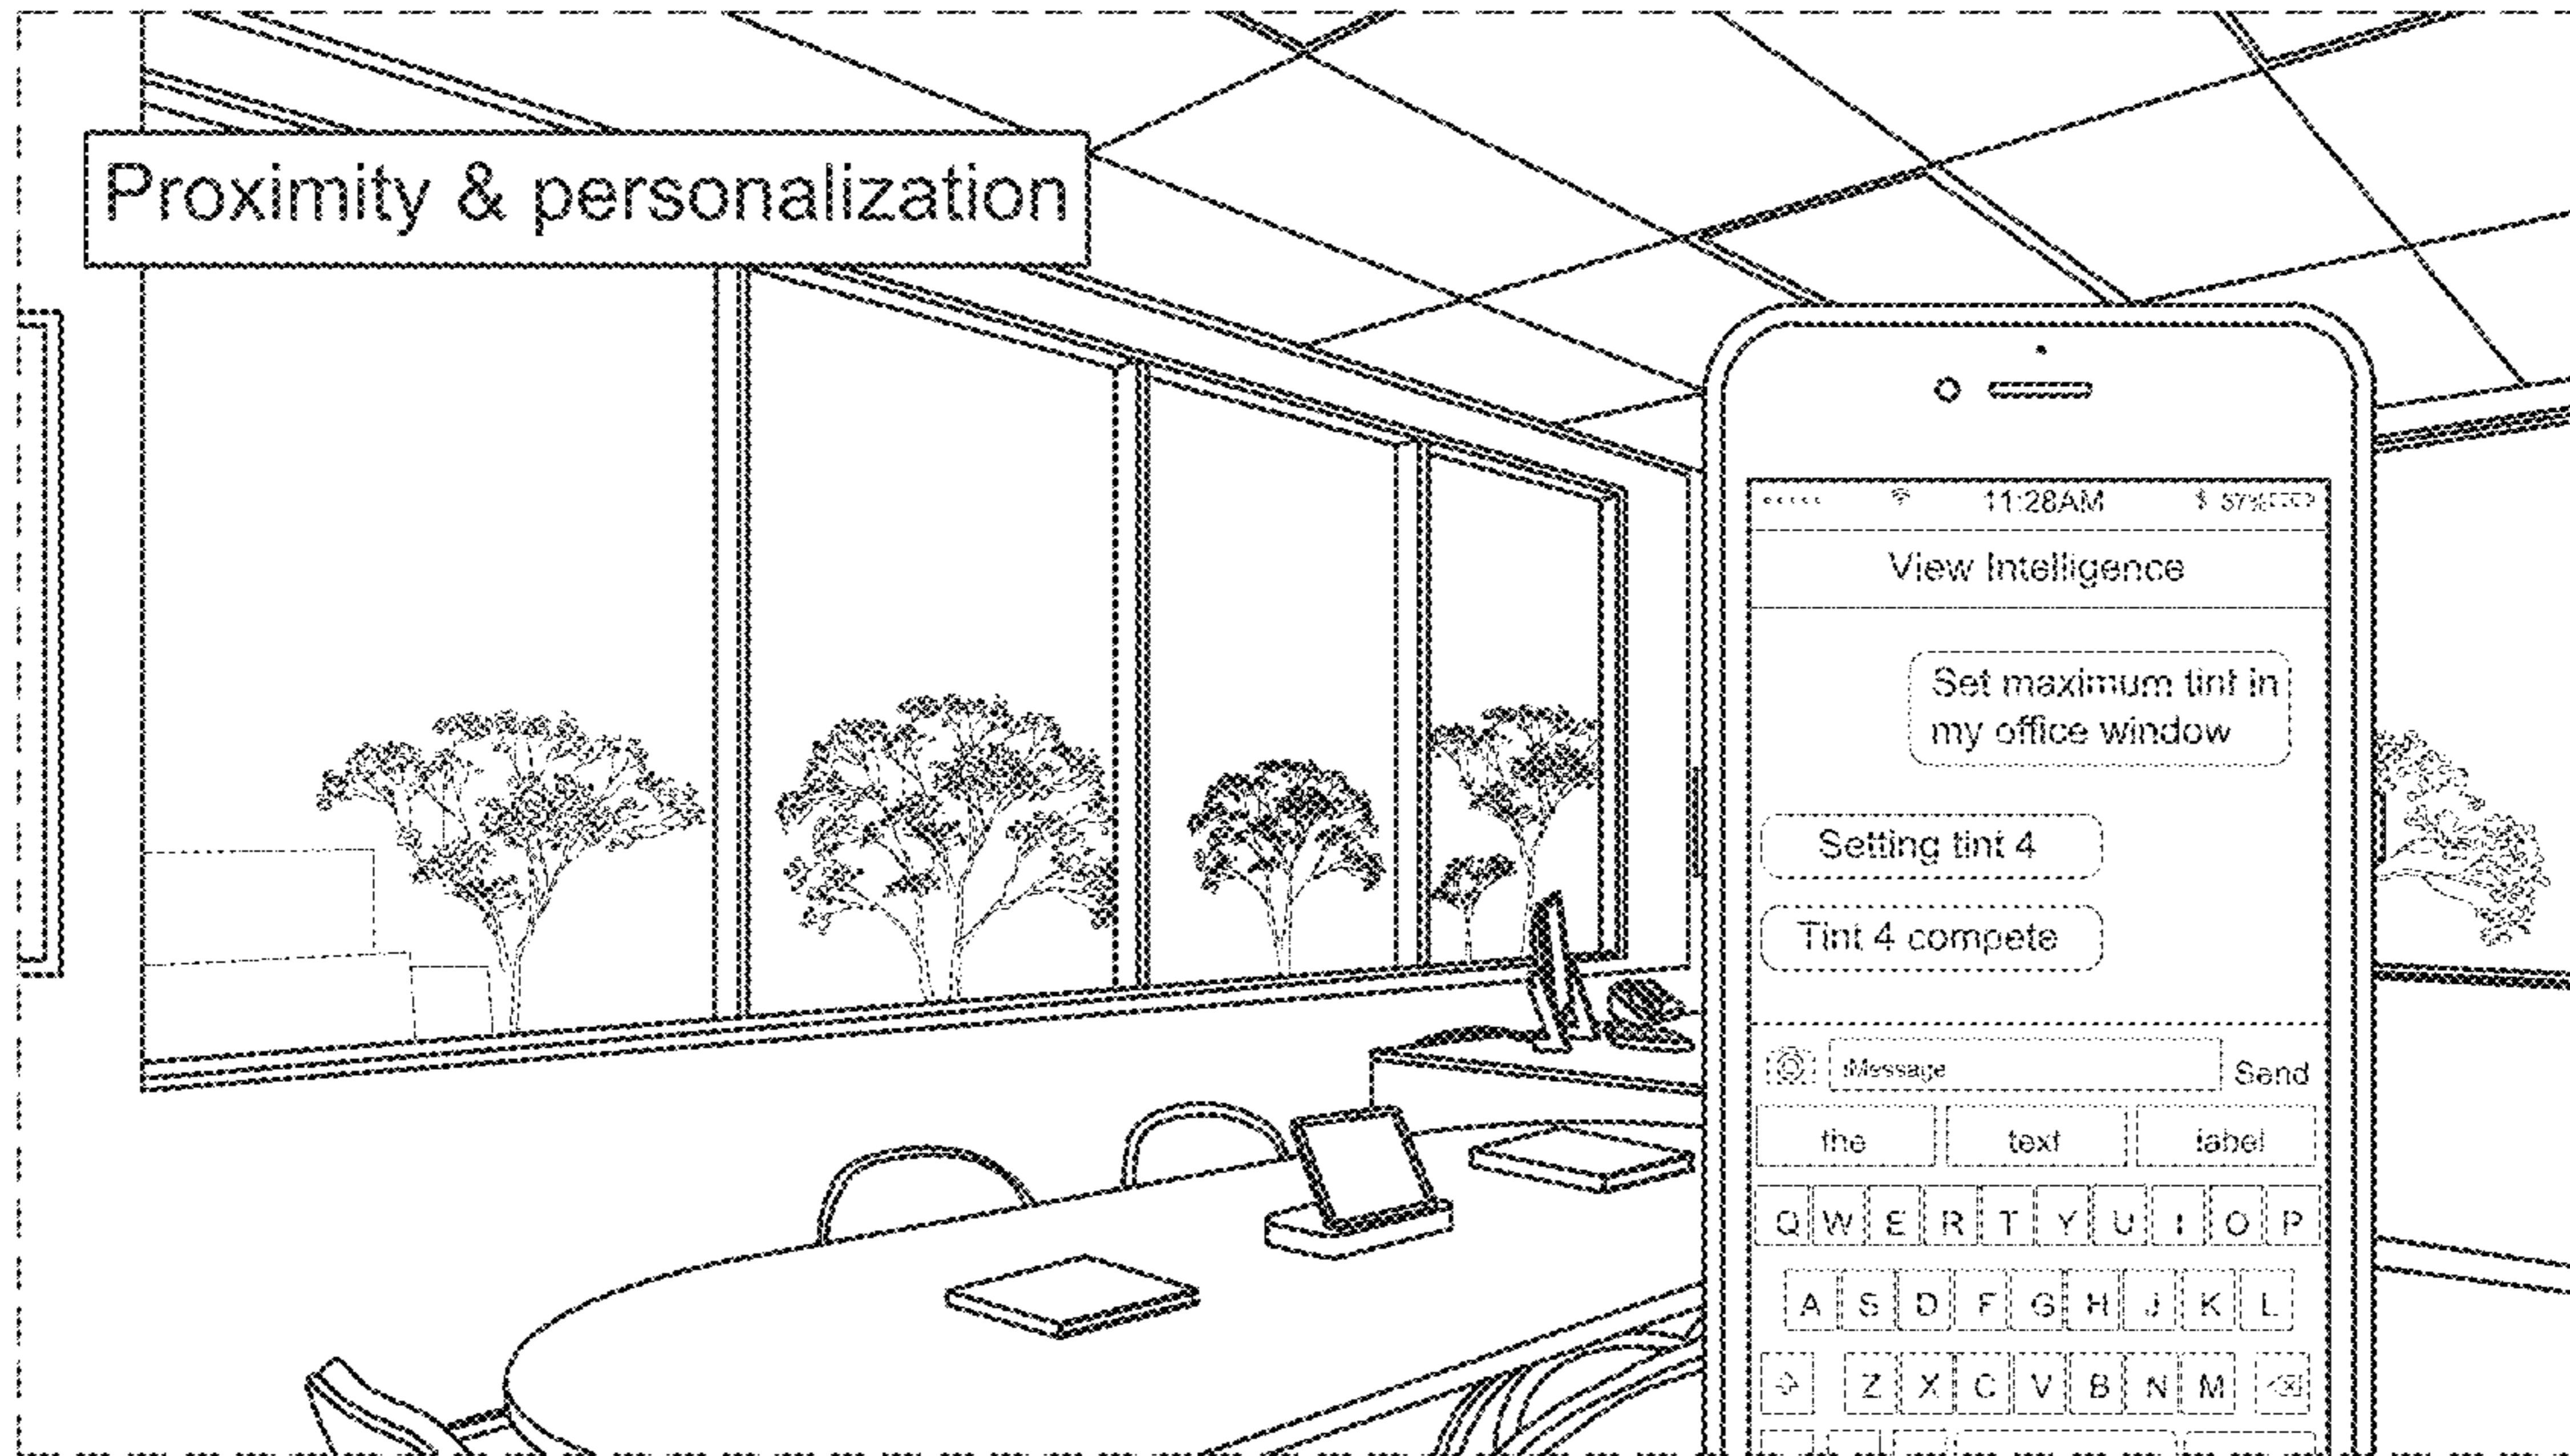 Proximity & personalization
11:28AM
View Intelligence
Set maximum tint in
my office window
Setting tint 4
Tint 4 compete
iMessage
Send
the text label
Q W E R T Y U I O P
A S D F G H J K L
Z X C V B N M